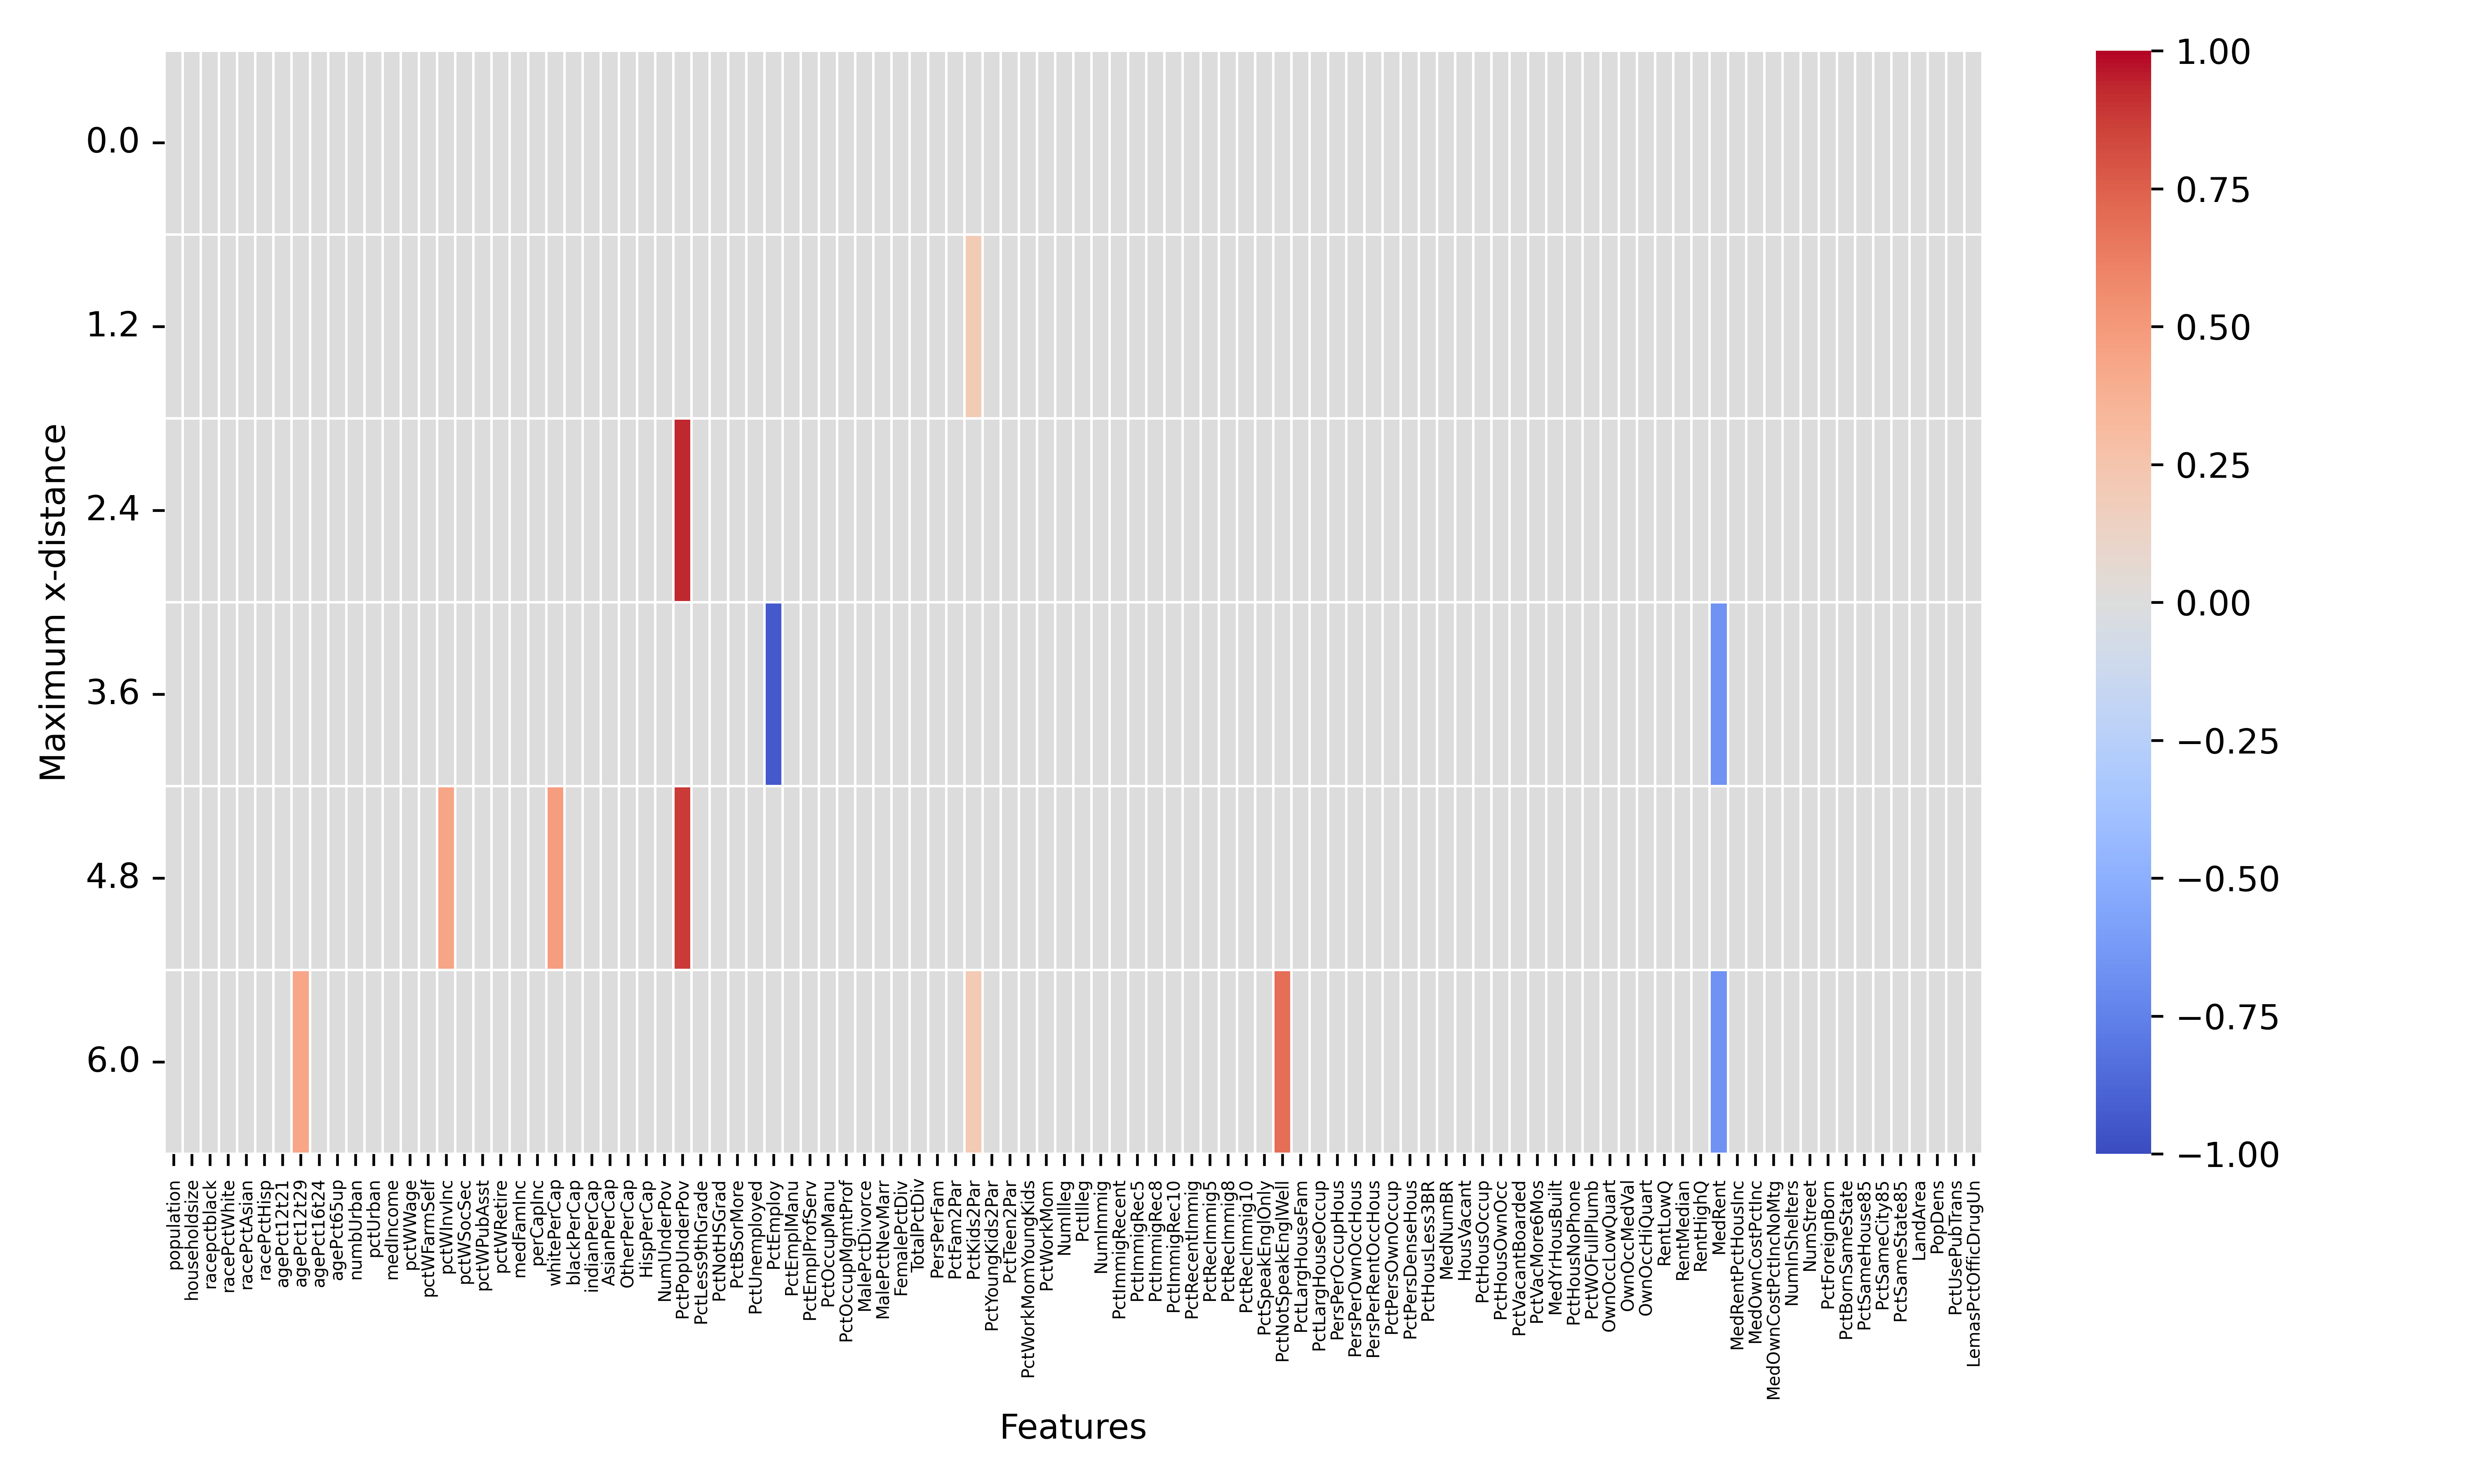 Maximum x-distance
0.0
1.2
2.4
3.6
4.8
6.0
population
householdsize
racepctblack
racePctWhite
racePctAsian
racePctHisp
agePct12t21
agePct12t29
agePct16t24
agePct65up
numbUrban
pctUrban
medIncome
pctWWage
pctWFarmSelf
pctWInvInc
pctWSocSec
pctWPubAsst
pctWRetire
medFamInc
perCapInc
whitePerCap
blackPerCap
indianPerCap
AsianPerCap
OtherPerCap
HispPerCap
NumUnderPov
PctPopUnderPov
PctLess9thGrade
PctNotHSGrad
PctBSorMore
PctUnemployed
PctEmploy
PctEmplManu
PctEmplProfServ
PctOccupManu
PctOccupMgmtProf
MalePctDivorce
MalePctNevMarr
FemalePctDiv
TotalPctDiv
PersPerFam
PctFam2Par
PctKids2Par
PctYoungKids2Par
PctTeen2Par
PctWorkMomYoungKids
PctWorkMom
NumIlleg
PctIlleg
NumImmig
PctImmigRecent
PctImmigRec5
PctImmigRec8
PctImmigRec10
PctRecentImmig
PctRecImmig5
PctRecImmig8
PctRecImmig10
PctSpeakEnglOnly
PctNotSpeakEnglWell
PctLargHouseFam
PctLargHouseOccup
PersPerOccupHous
PersPerOwnOccHous
PersPerRentOccHous
PctPersOwnOccup
PctPersDenseHous
PctHousLess3BR
MedNumBR
HousVacant
PctHousOccup
PctHousOwnOcc
PctVacantBoarded
PctVacMore6Mos
MedYrHousBuilt
PctHousNoPhone
PctWOFullPlumb
OwnOccLowQuart
OwnOccMedVal
OwnOccHiQuart
RentLowQ
RentMedian
RentHighQ
MedRent
MedRentPctHousInc
MedOwnCostPctInc
MedOwnCostPctIncNoMtg
NumInShelters
NumStreet
PctForeignBorn
PctBornSameState
PctSameHouse85
PctSameCity85
PctSameState85
LandArea
PopDens
PctUsePubTrans
LemasPctOfficDrugUn
Features
1.00
0.75
0.50
0.25
0.00
−0.25
−0.50
−0.75
−1.00